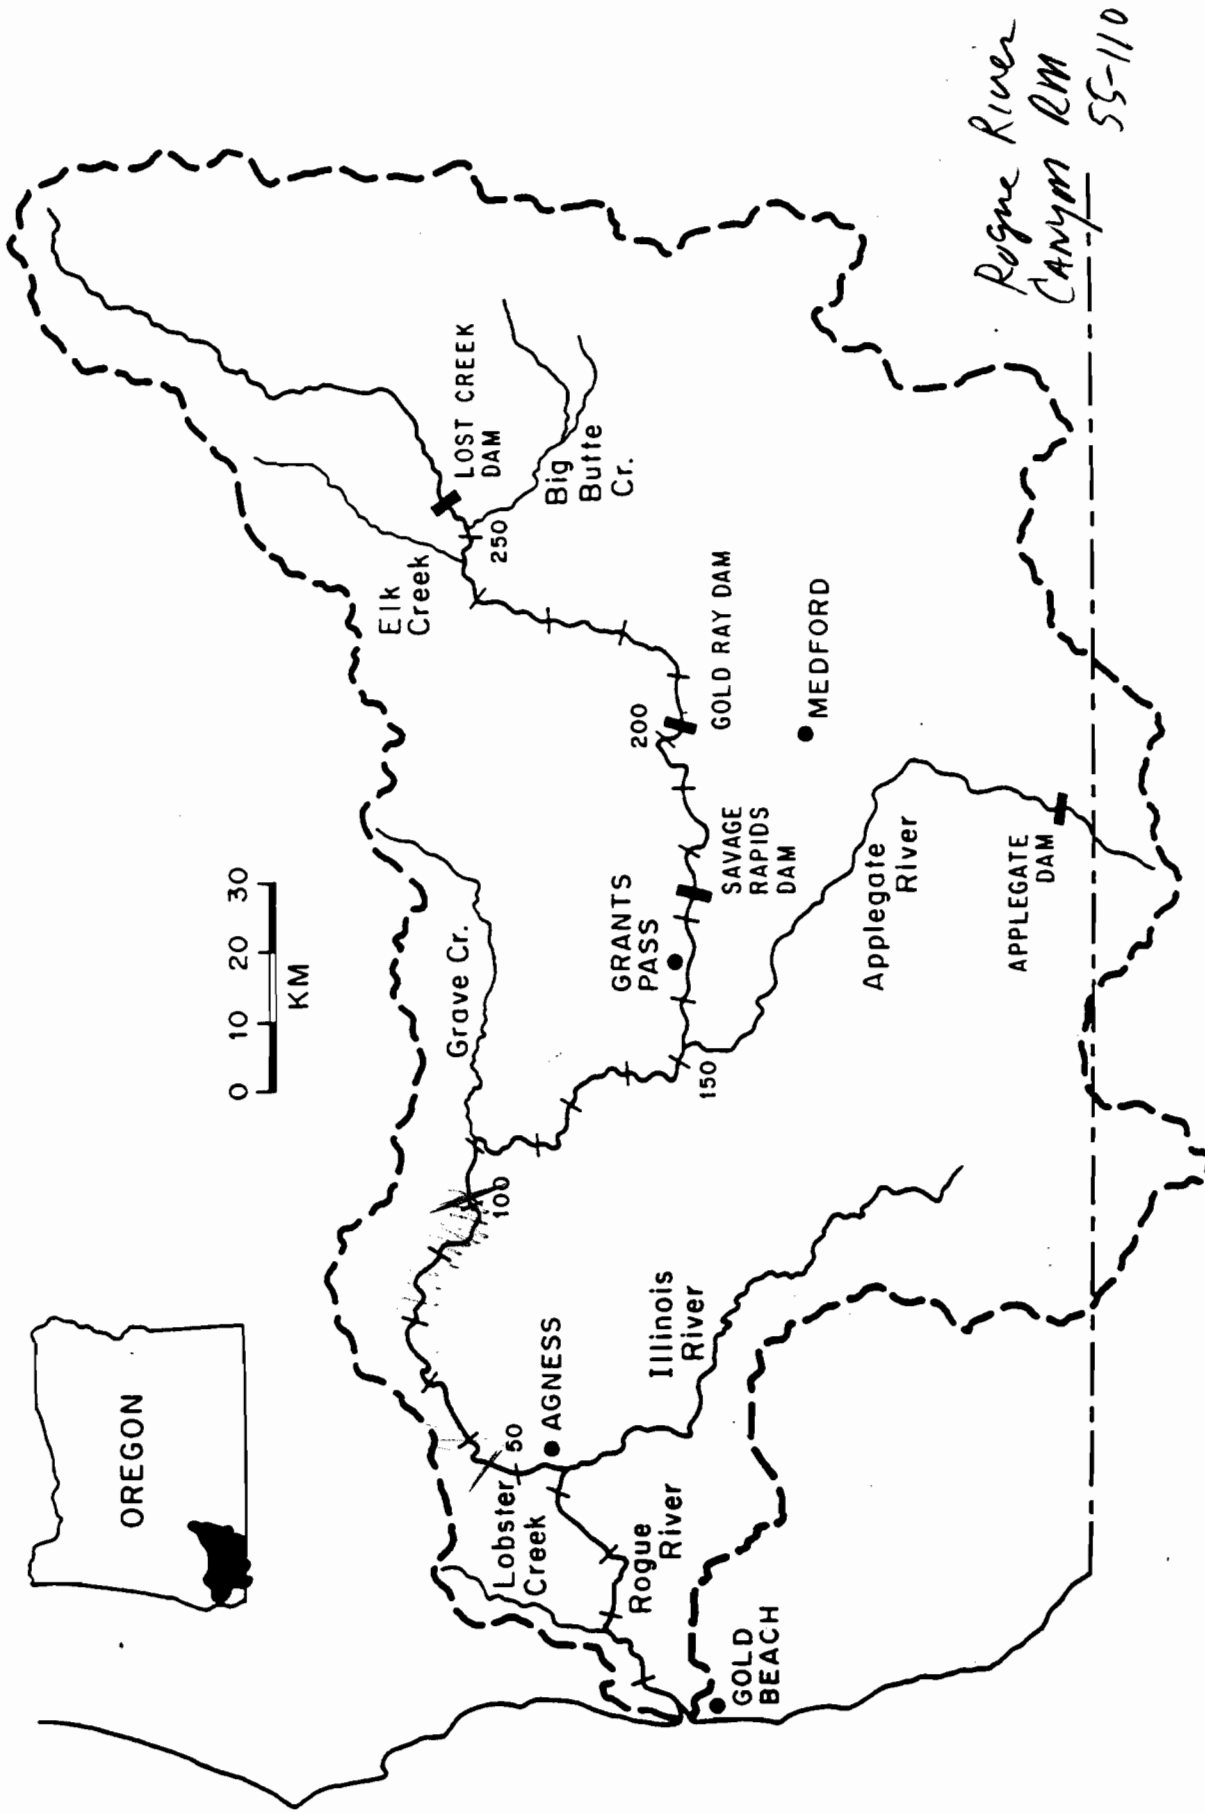 OREGON
0 10 20 30
KM
Elk
Creek
LOST CREEK
DAM
250
Big
Butte
Cr.
Grave Cr.
100
50
AGNESS
Lobster
Creek
Rogue
River
Illinois
River
GOLD
BEACH
150
GRANTS
PASS
SAVAGE
RAPIDS
DAM
200
GOLD RAY DAM
MEDFORD
Applegate
River
APPLEGATE
DAM
Rogue River
Canyon RM
55-110